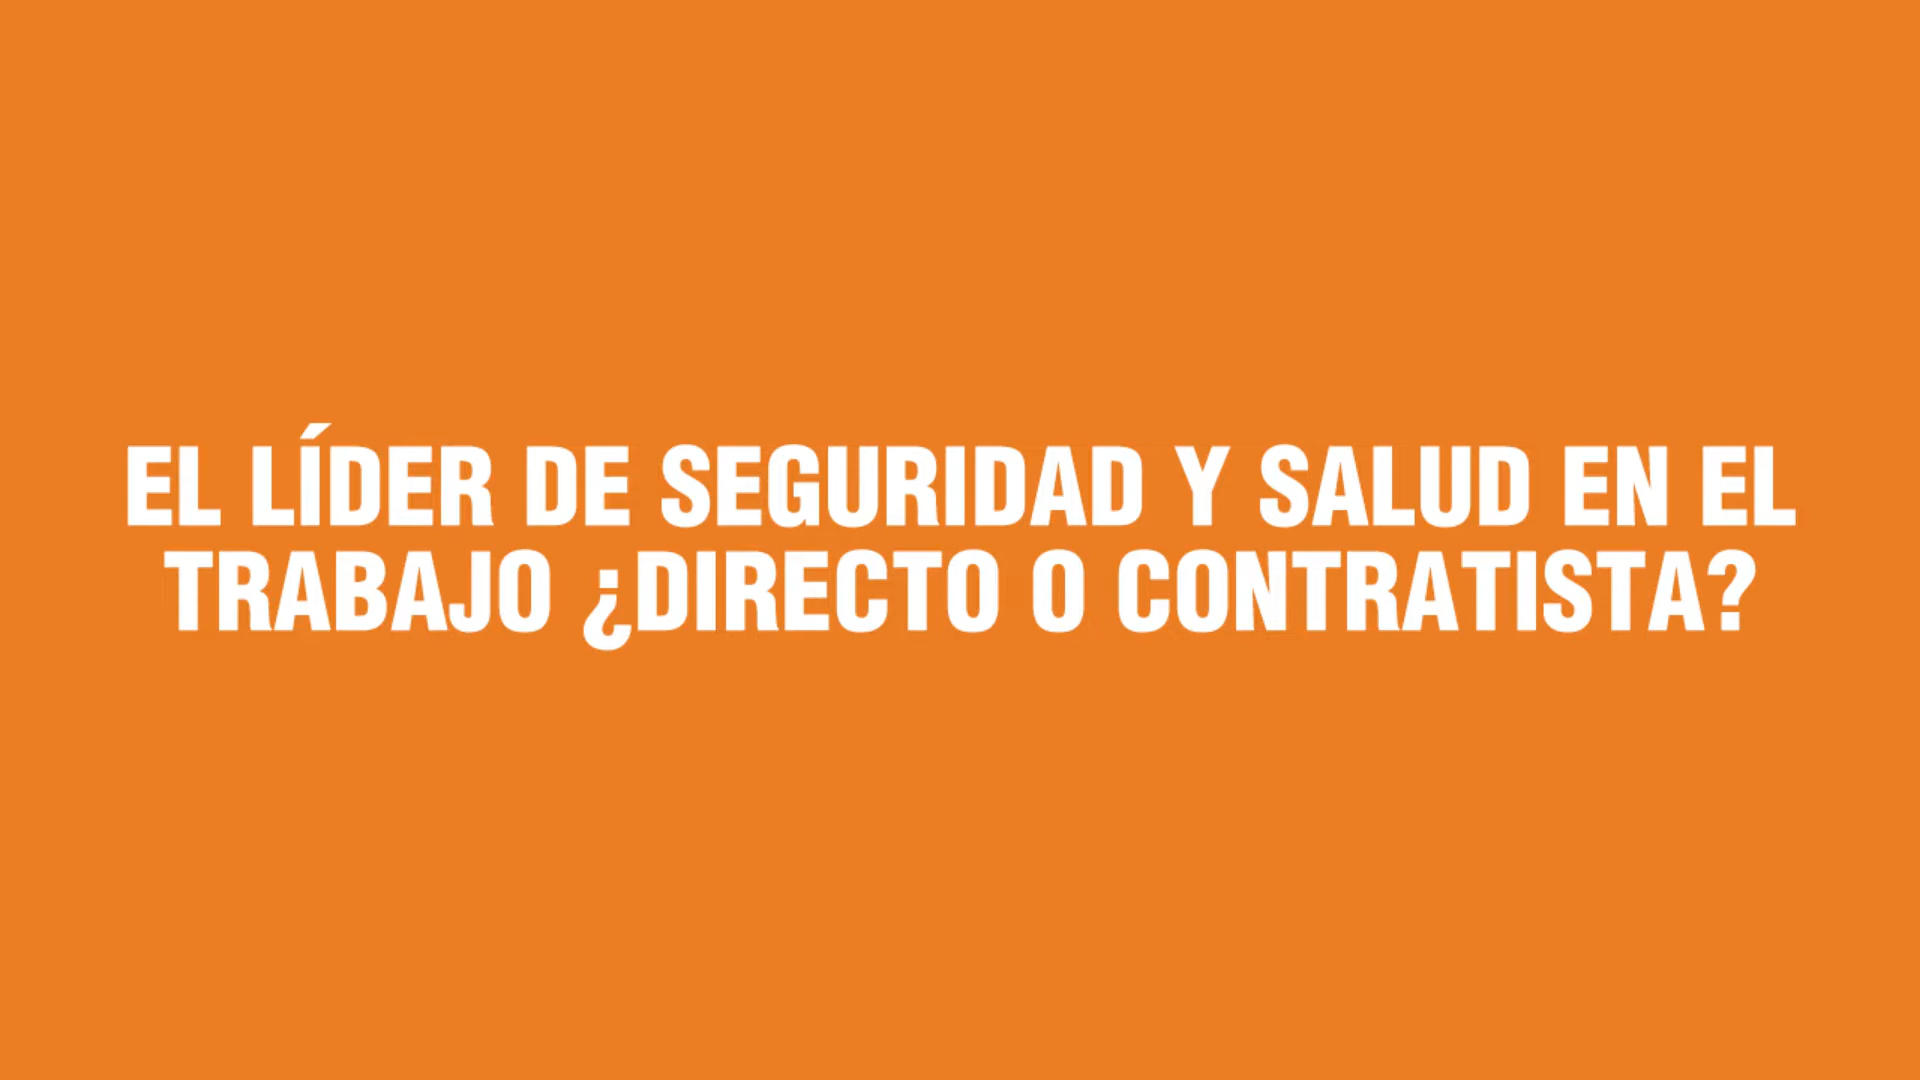 EL LÍDER DE SEGURIDAD Y SALUD EN EL
TRABAJO ¿DIRECTO O CONTRATISTA?